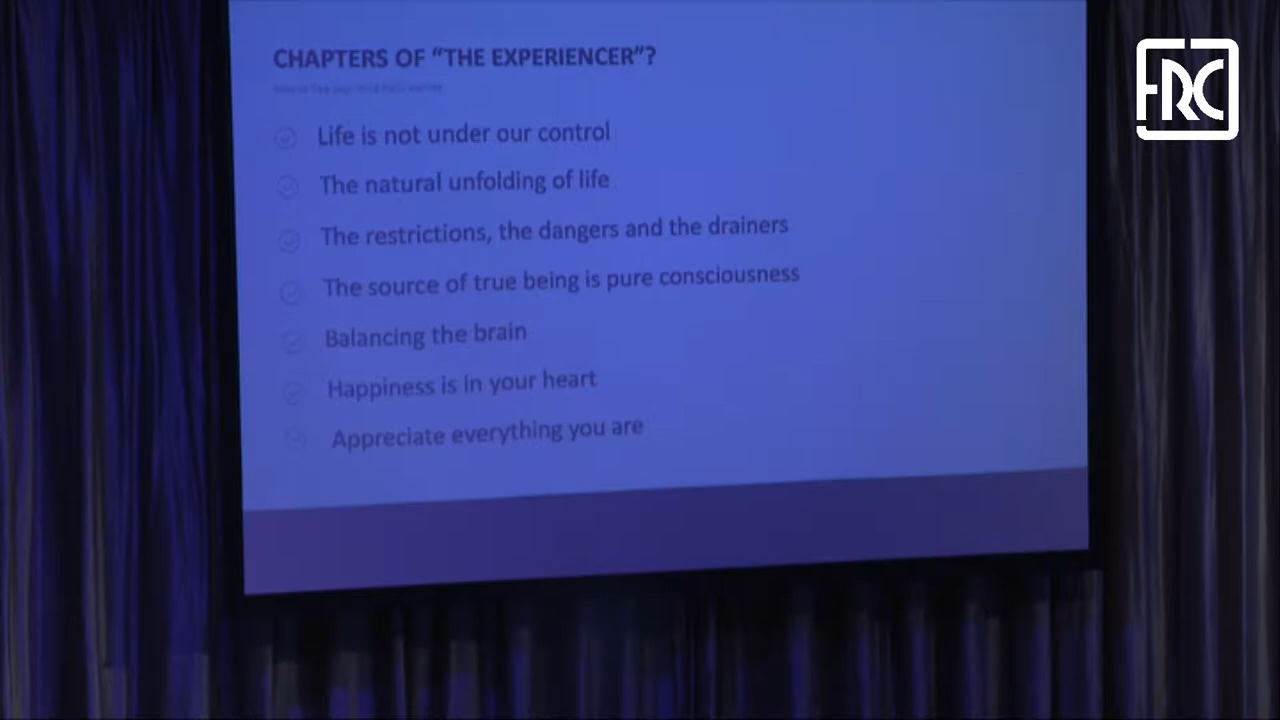 CHAPTERS OF “THE EXPERIENCER”?
Life is not under our control
The natural unfolding of life
The restrictions, the dangers and the drainers
The source of true being is pure consciousness
Balancing the brain
Happiness is in your heart
Appreciate everything you are
FRC